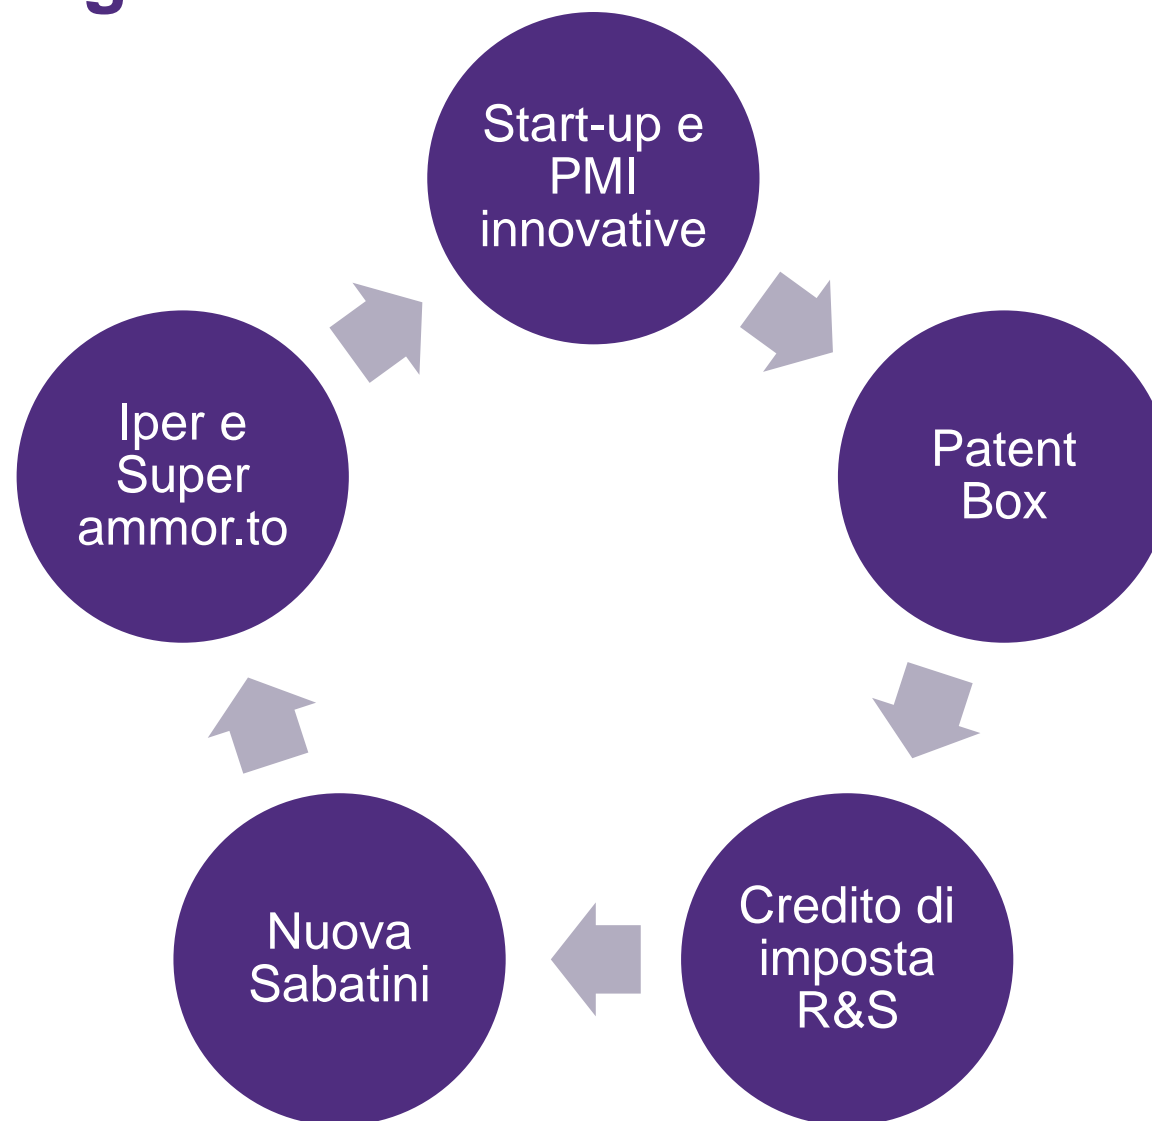 Start-up e
PMI
innovative
Patent
Box
Credito di
imposta
R&S
Nuova
Sabatini
Iper e
Super
ammor.to